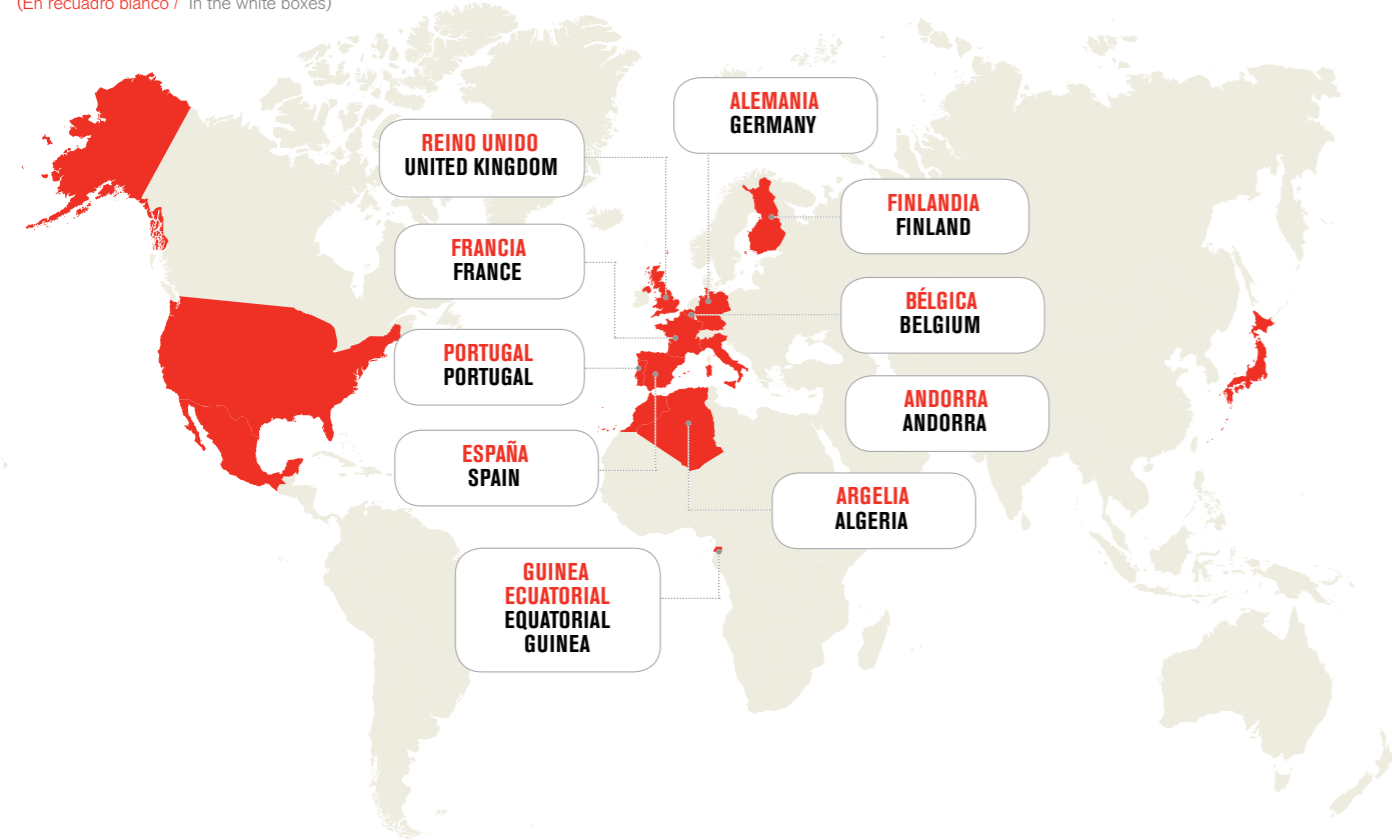 (En recuadro blanco / In the white boxes)
ALEMANIA
GERMANY
REINO UNIDO
UNITED KINGDOM
FINLANDIA
FINLAND
FRANCIA
FRANCE
BÉLGICA
BELGIUM
PORTUGAL
PORTUGAL
ANDORRA
ANDORRA
ESPAÑA
SPAIN
ARGELIA
ALGERIA
GUINEA
ECUATORIAL
EQUATORIAL
GUINEA